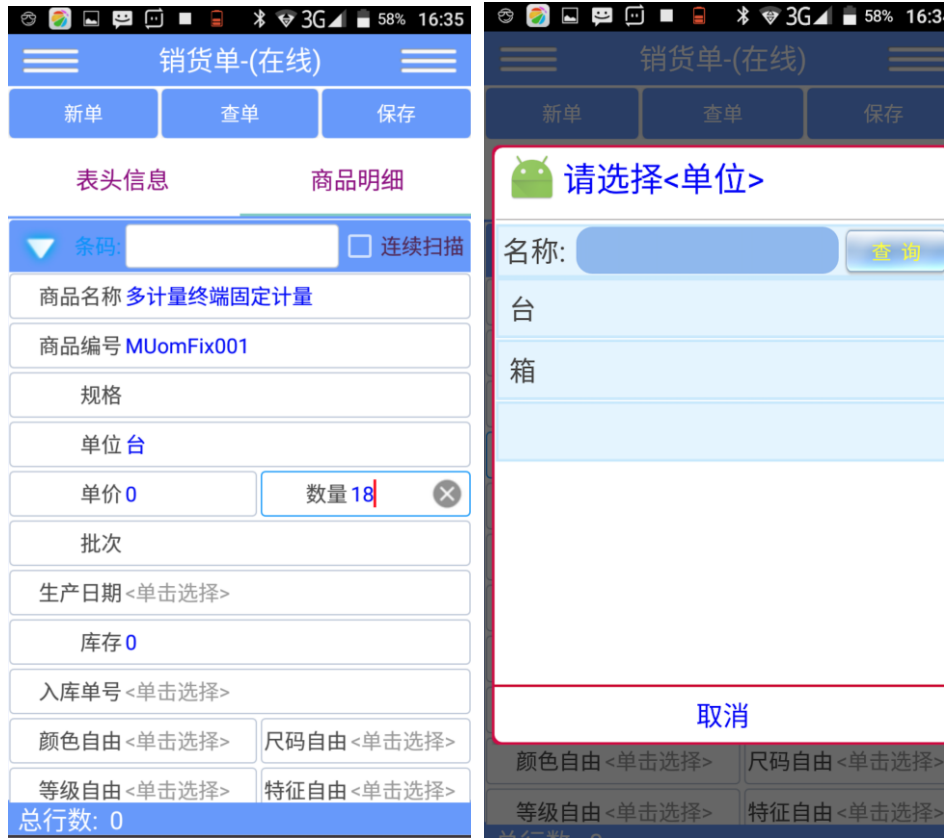 3G 58% 16:35
销货单-(在线)
新单 查单 保存
表头信息 商品明细
条码: 连续扫描
商品名称 多计量终端固定计量
商品编号 MUomFix001
规格
单位 台
单价 0 数量 18
批次
生产日期 <单击选择>
库存 0
入库单号 <单击选择>
颜色自由 <单击选择> 尺码自由 <单击选择>
等级自由 <单击选择> 特征自由 <单击选择>
总行数: 0
3G 58% 16:3
销货单-(在线)
新单 查单 保存
请选择<单位>
名称: 查 询
台
箱
取消
颜色自由 <单击选择> 尺码自由 <单击选择>
等级自由 <单击选择> 特征自由 <单击选择>